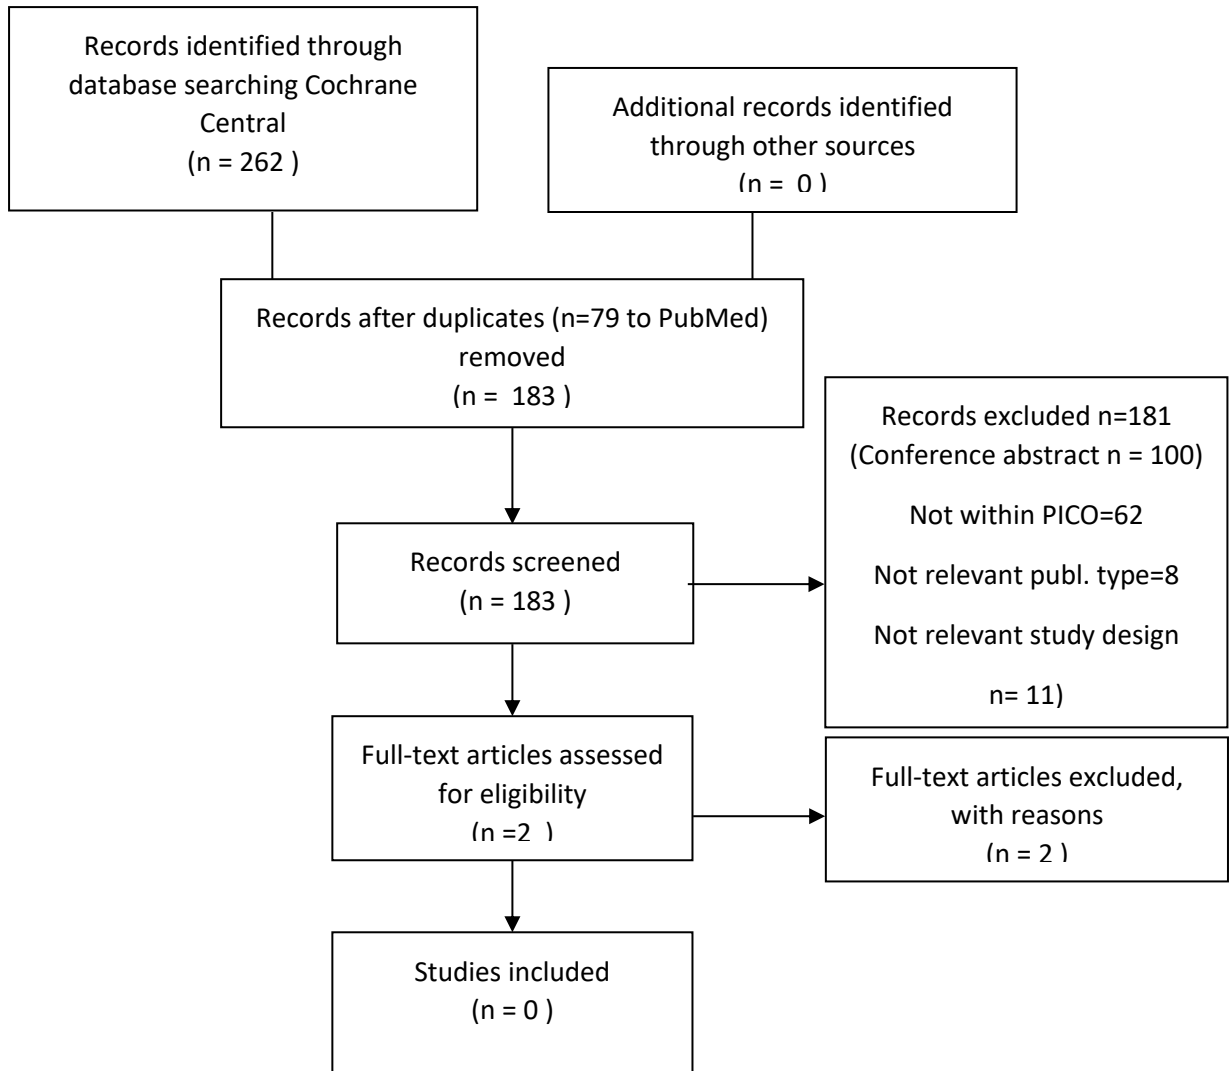 Records identified through
database searching Cochrane
Central
(n = 262 )
Additional records identified
through other sources
(n = 0 )
Records after duplicates (n=79 to PubMed)
removed
(n = 183 )
Records screened
(n = 183 )
Records excluded n=181
(Conference abstract n = 100)
Not within PICO=62
Not relevant publ. type=8
Not relevant study design
n= 11)
Full-text articles assessed
for eligibility
(n =2 )
Full-text articles excluded,
with reasons
(n = 2 )
Studies included
(n = 0 )